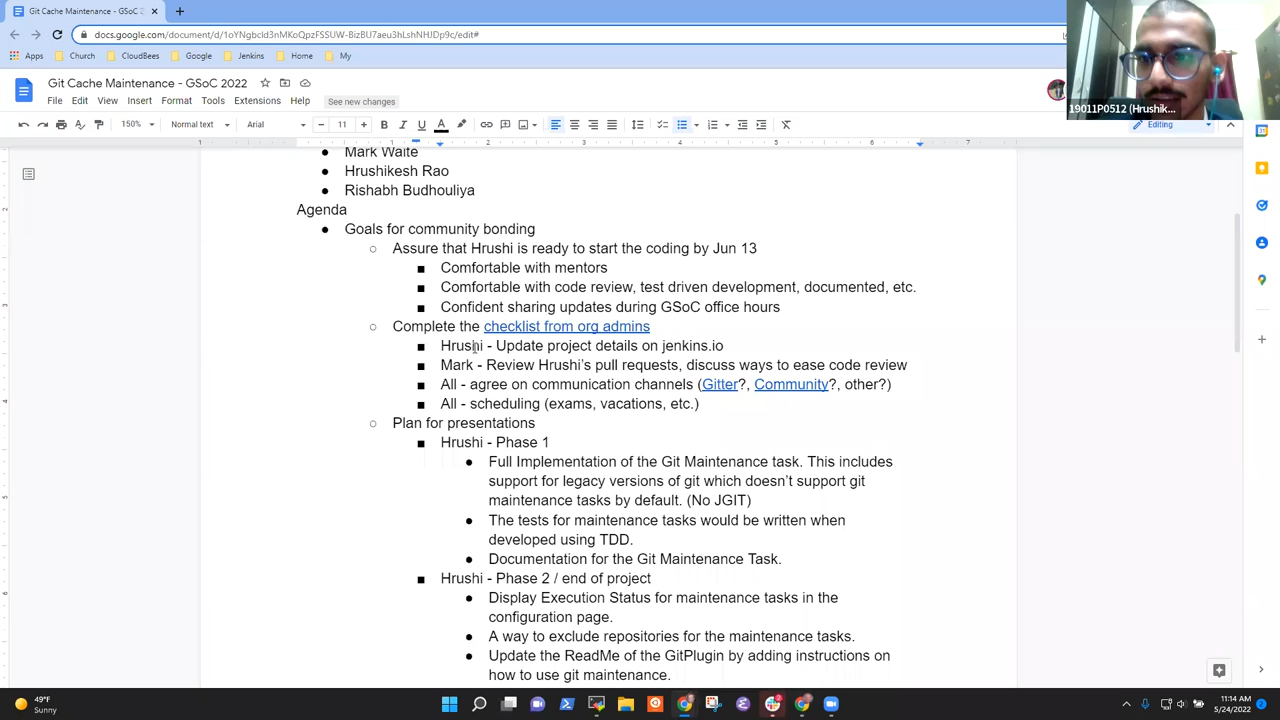 Git Cache Maintenance - GSoC 2
docs.google.com/document/d/1oYNgbcId3nMKoQpzFSSUW-BizBU7aeu3hLshNHJDp9c/edit#
Apps Church CloudBees Google Jenkins Home My
19011P0512 (Hrushik...
Git Cache Maintenance - GSoC 2022
File Edit View Insert Format Tools Extensions Help See new changes
150% Normal text Arial 11 Editing
Mark Waite
Hrushikesh Rao
Rishabh Budhouliya
Agenda
Goals for community bonding
Assure that Hrushi is ready to start the coding by Jun 13
Comfortable with mentors
Comfortable with code review, test driven development, documented, etc.
Confident sharing updates during GSoC office hours
Complete the checklist from org admins
Hrushi - Update project details on jenkins.io
Mark - Review Hrushi's pull requests, discuss ways to ease code review
All - agree on communication channels (Gitter?, Community?, other?)
All - scheduling (exams, vacations, etc.)
Plan for presentations
Hrushi - Phase 1
Full Implementation of the Git Maintenance task. This includes
support for legacy versions of git which doesn't support git
maintenance tasks by default. (No JGIT)
The tests for maintenance tasks would be written when
developed using TDD.
Documentation for the Git Maintenance Task.
Hrushi - Phase 2 / end of project
Display Execution Status for maintenance tasks in the
configuration page.
A way to exclude repositories for the maintenance tasks.
Update the ReadMe of the GitPlugin by adding instructions on
how to use git maintenance.
49°F
Sunny
11:14 AM
5/24/2022